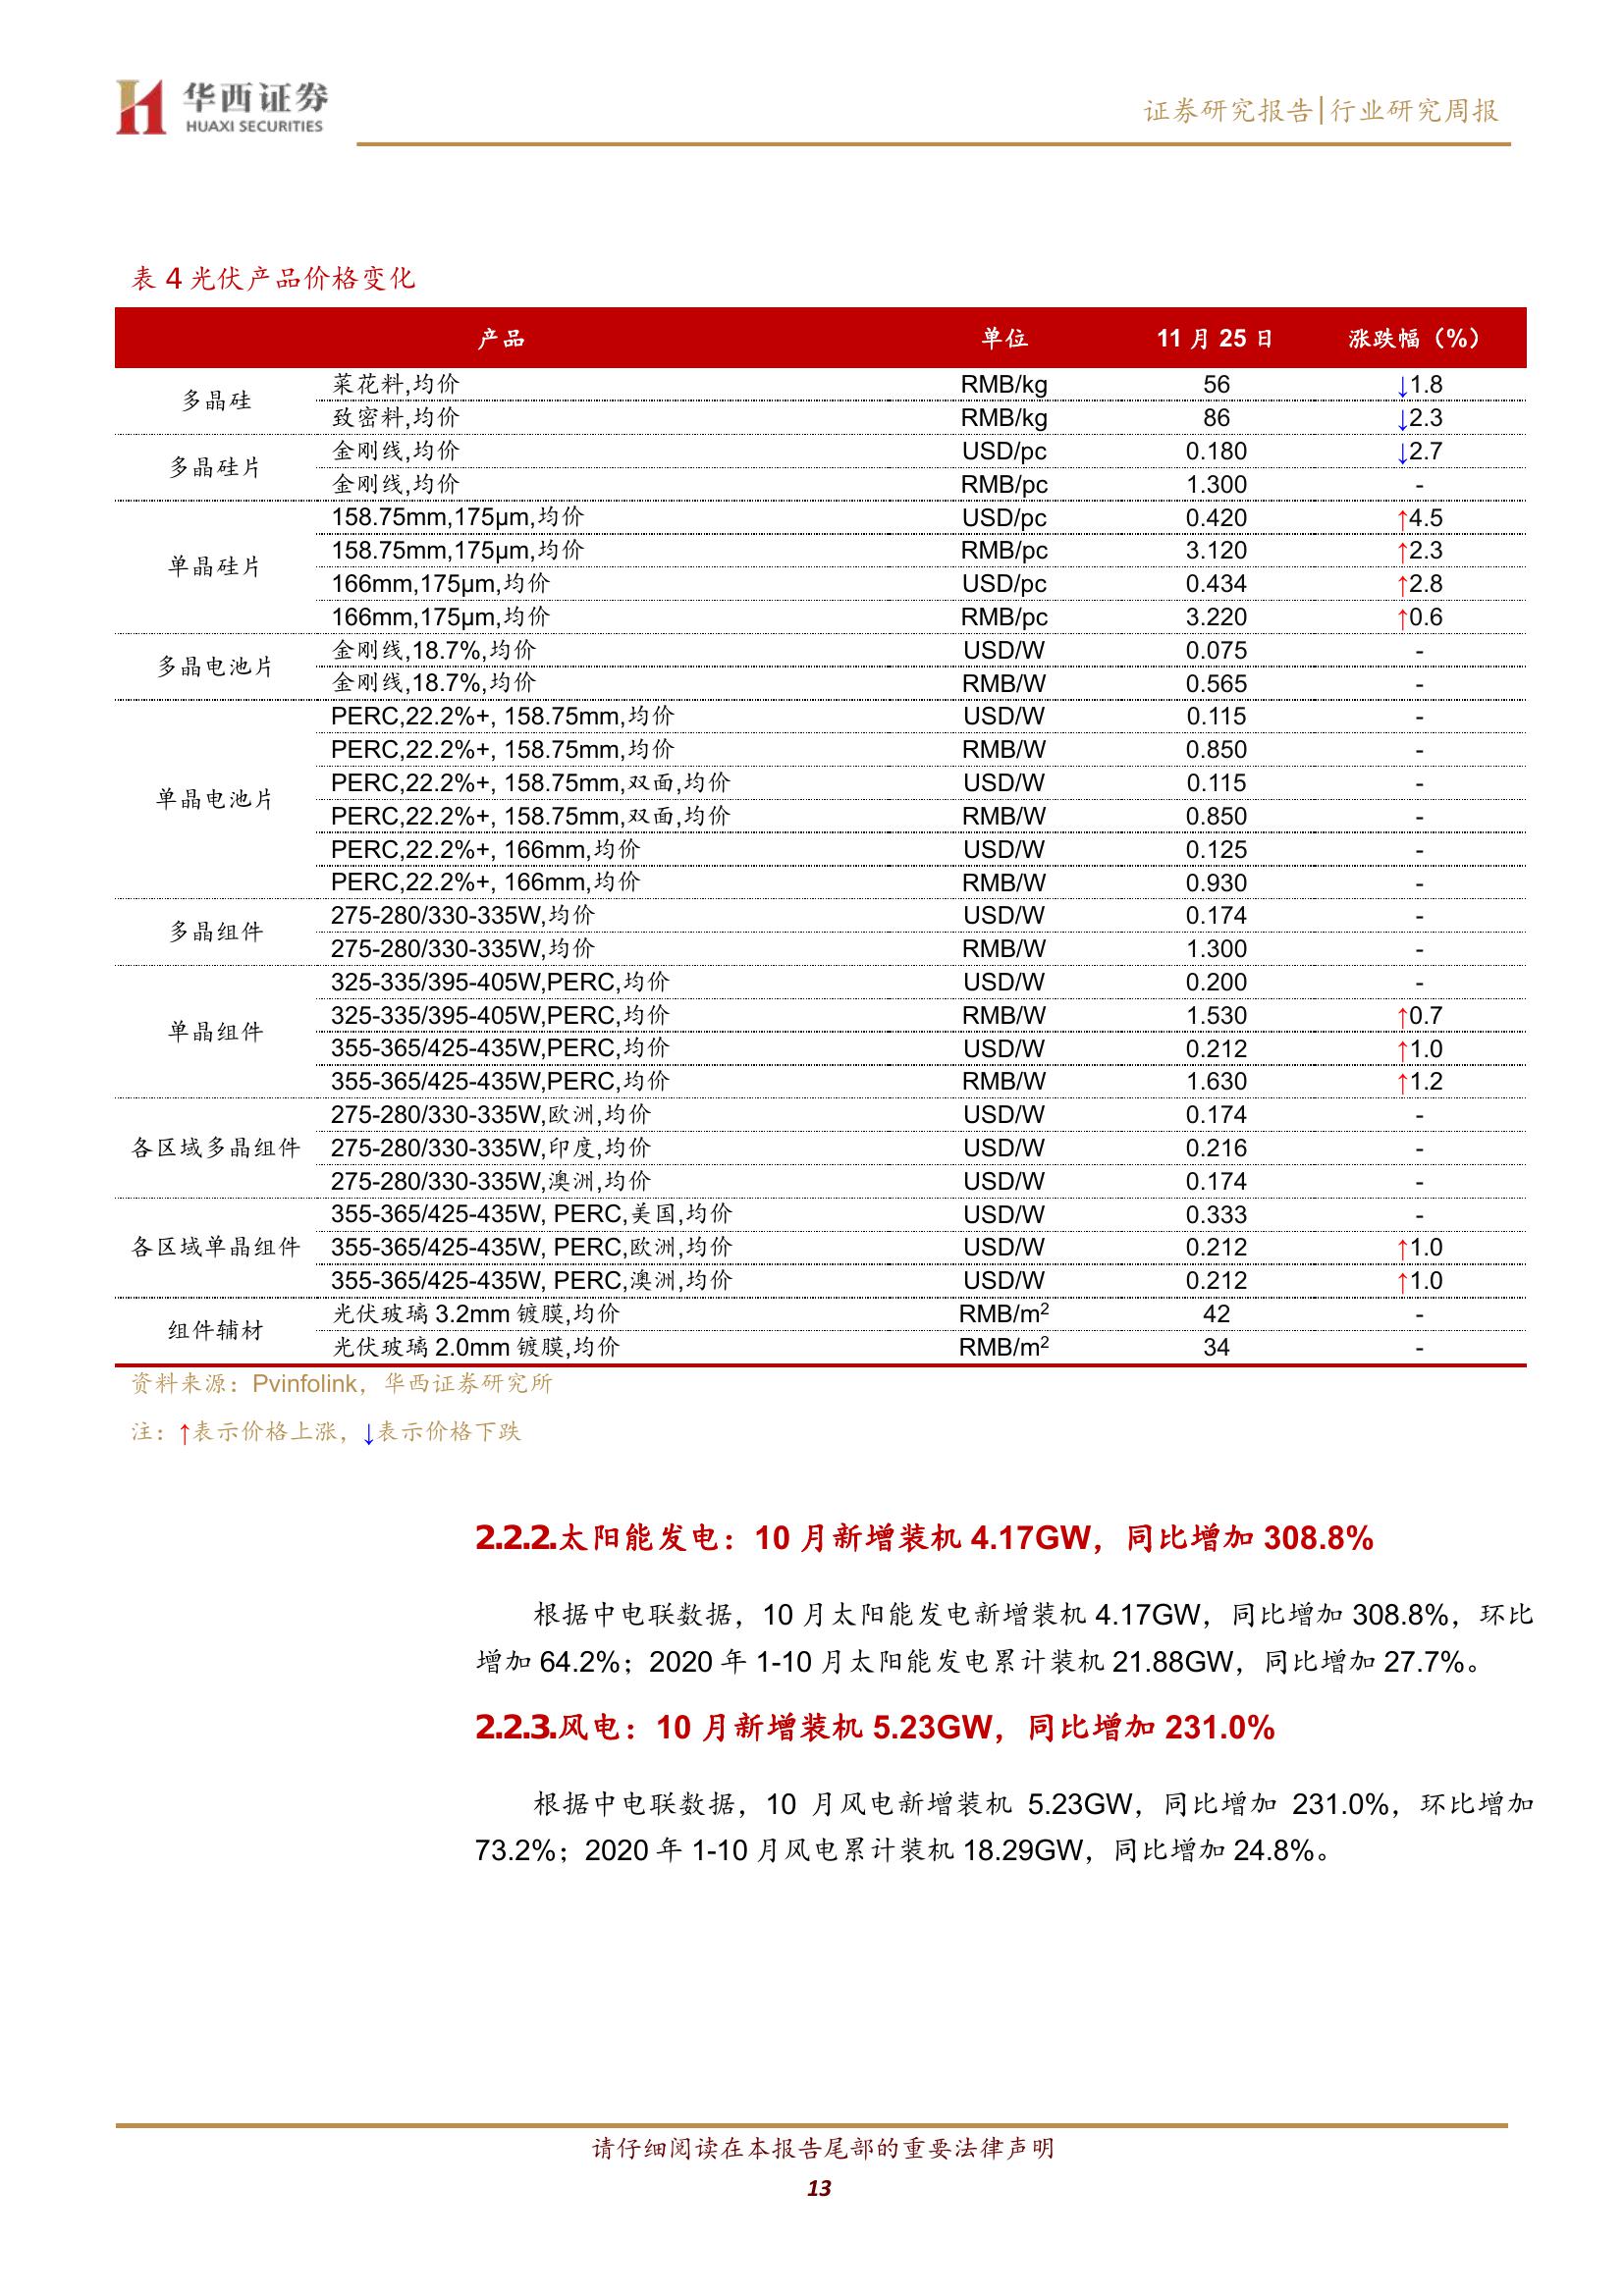 华西证券
HUAXI SECURITIES
证券研究报告|行业研究周报
表 4 光伏产品价格变化
产品 单位 11 月 25 日 涨跌幅（%）
多晶硅 菜花料,均价 RMB/kg 56 ↓1.8
致密料,均价 RMB/kg 86 ↓2.3
多晶硅片 金刚线,均价 USD/pc 0.180 ↓2.7
金刚线,均价 RMB/pc 1.300 -
单晶硅片 158.75mm,175μm,均价 USD/pc 0.420 ↑4.5
158.75mm,175μm,均价 RMB/pc 3.120 ↑2.3
166mm,175μm,均价 USD/pc 0.434 ↑2.8
166mm,175μm,均价 RMB/pc 3.220 ↑0.6
多晶电池片 金刚线,18.7%,均价 USD/W 0.075 -
金刚线,18.7%,均价 RMB/W 0.565 -
单晶电池片 PERC,22.2%+, 158.75mm,均价 USD/W 0.115 -
PERC,22.2%+, 158.75mm,均价 RMB/W 0.850 -
PERC,22.2%+, 158.75mm,双面,均价 USD/W 0.115 -
PERC,22.2%+, 158.75mm,双面,均价 RMB/W 0.850 -
PERC,22.2%+, 166mm,均价 USD/W 0.125 -
PERC,22.2%+, 166mm,均价 RMB/W 0.930 -
多晶组件 275-280/330-335W,均价 USD/W 0.174 -
275-280/330-335W,均价 RMB/W 1.300 -
单晶组件 325-335/395-405W,PERC,均价 USD/W 0.200 -
325-335/395-405W,PERC,均价 RMB/W 1.530 ↑0.7
355-365/425-435W,PERC,均价 USD/W 0.212 ↑1.0
355-365/425-435W,PERC,均价 RMB/W 1.630 ↑1.2
各区域多晶组件 275-280/330-335W,欧洲,均价 USD/W 0.174 -
275-280/330-335W,印度,均价 USD/W 0.216 -
275-280/330-335W,澳洲,均价 USD/W 0.174 -
各区域单晶组件 355-365/425-435W, PERC,美国,均价 USD/W 0.333 -
355-365/425-435W, PERC,欧洲,均价 USD/W 0.212 ↑1.0
355-365/425-435W, PERC,澳洲,均价 USD/W 0.212 ↑1.0
组件辅材 光伏玻璃 3.2mm 镀膜,均价 RMB/m² 42 -
光伏玻璃 2.0mm 镀膜,均价 RMB/m² 34 -
资料来源：Pvinfolink，华西证券研究所
注：↑表示价格上涨，↓表示价格下跌
2.2.2.太阳能发电：10 月新增装机 4.17GW，同比增加 308.8%
根据中电联数据，10 月太阳能发电新增装机 4.17GW，同比增加 308.8%，环比
增加 64.2%；2020 年 1-10 月太阳能发电累计装机 21.88GW，同比增加 27.7%。
2.2.3.风电：10 月新增装机 5.23GW，同比增加 231.0%
根据中电联数据，10 月风电新增装机 5.23GW，同比增加 231.0%，环比增加
73.2%；2020 年 1-10 月风电累计装机 18.29GW，同比增加 24.8%。
请仔细阅读在本报告尾部的重要法律声明
13